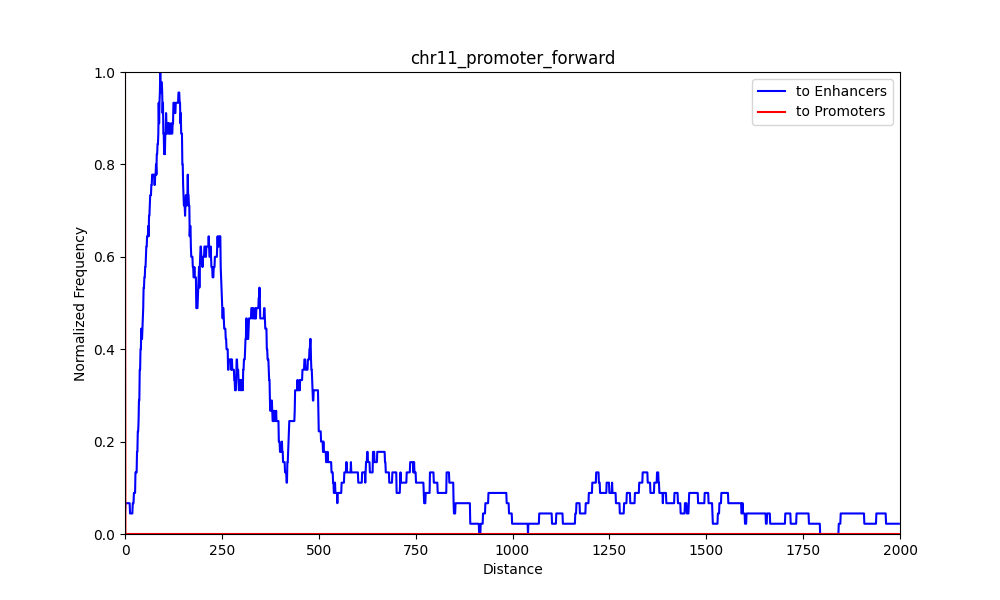 chr11_promoter_forward
to Enhancers
to Promoters
Normalized Frequency
1.0
0.8
0.6
0.4
0.2
0.0
0 250 500 750 1000 1250 1500 1750 2000
Distance